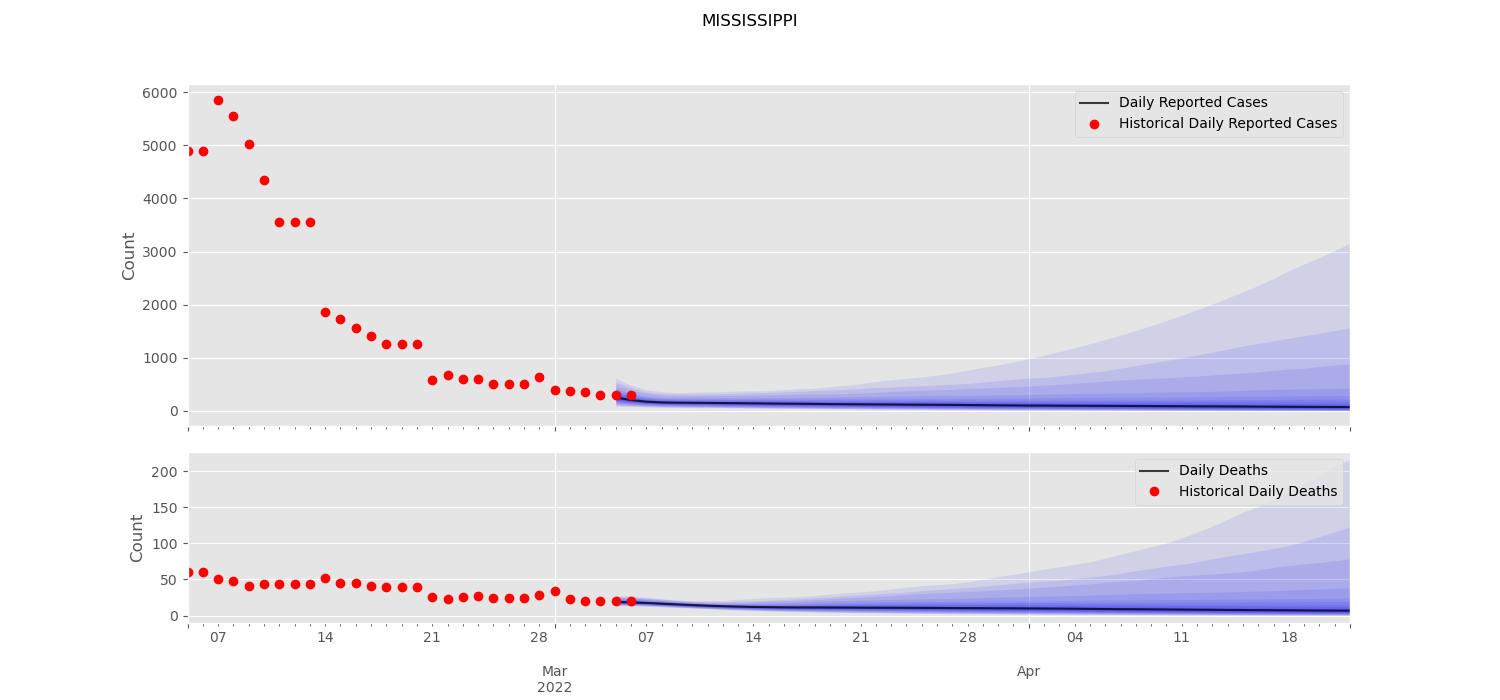 MISSISSIPPI
6000
5000
4000
3000
2000
1000
0
Count
Daily Reported Cases
Historical Daily Reported Cases
200
150
100
50
0
Count
Daily Deaths
Historical Daily Deaths
07 14 21 28 07 14 21 28 04 11 18
Mar Apr
2022